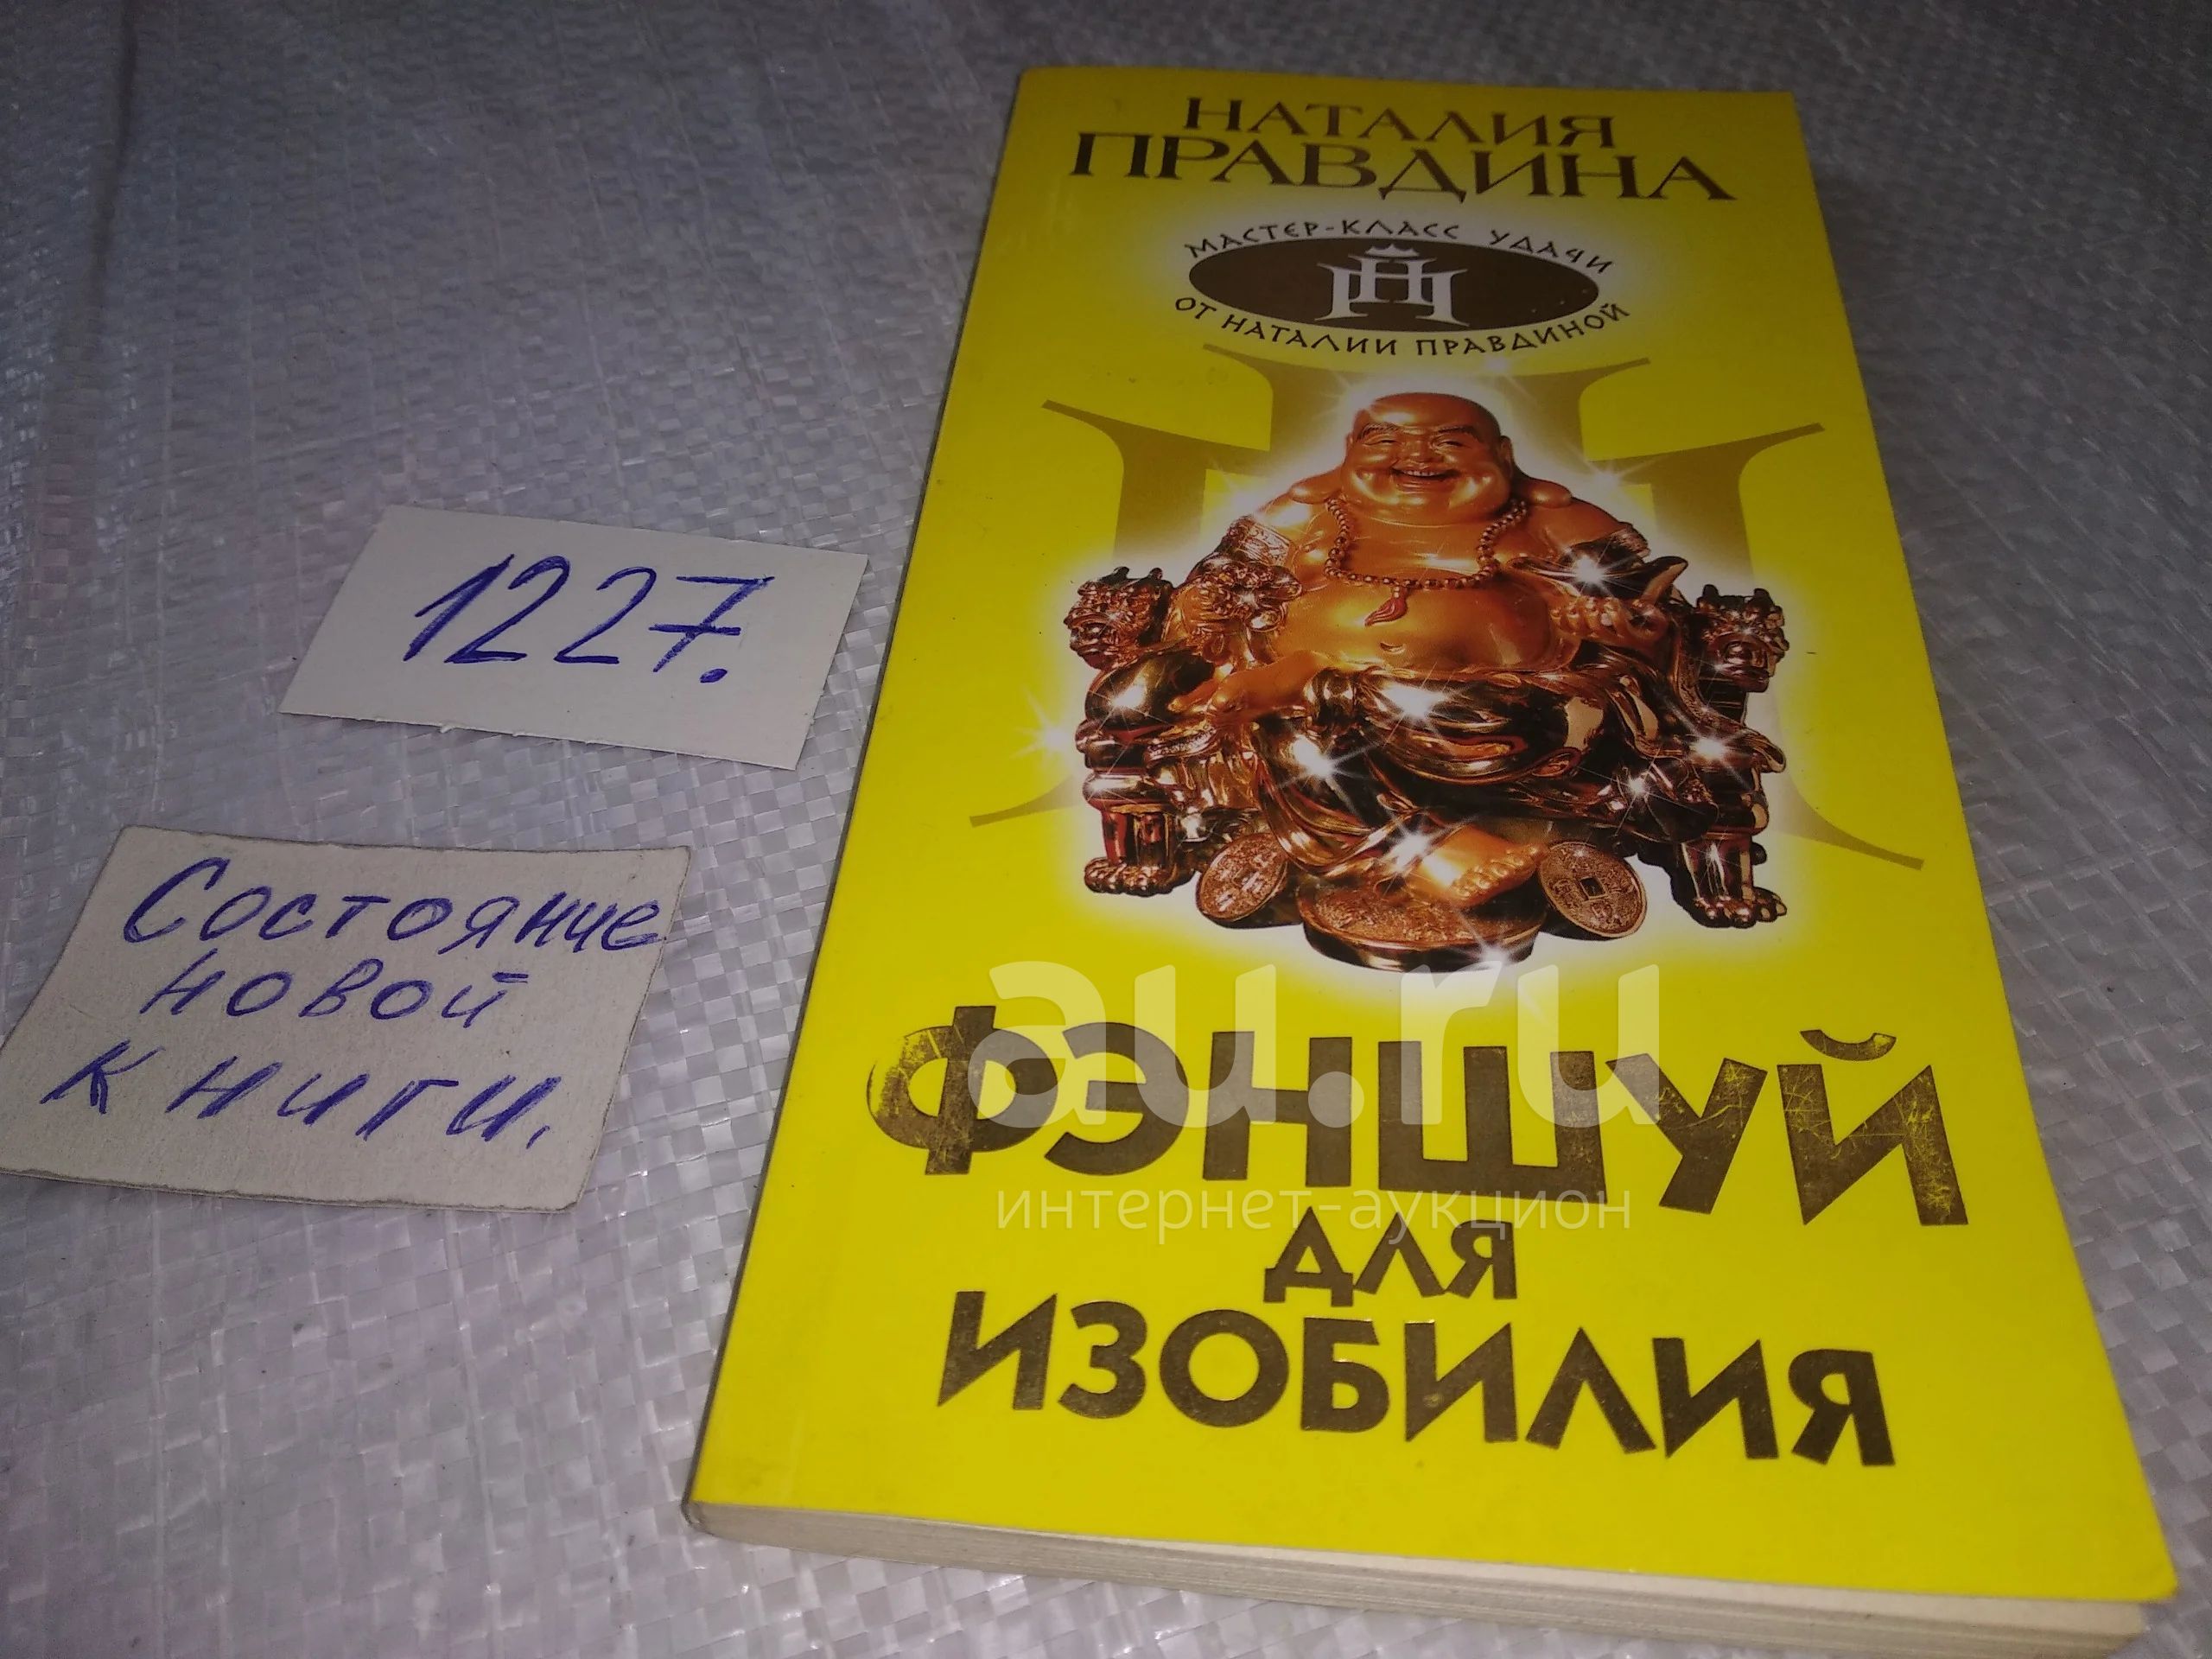 НАТАЛИЯ
ПРАВДИНА
МАСТЕР-КЛАСС УДАЧИ
ОТ НАТАЛИИ ПРАВДИНОЙ
1227.
Состояние
новой
книги.
au.ru
ФЭНШУЙ
интернет-аукцион
ДЛЯ
ИЗОБИЛИЯ